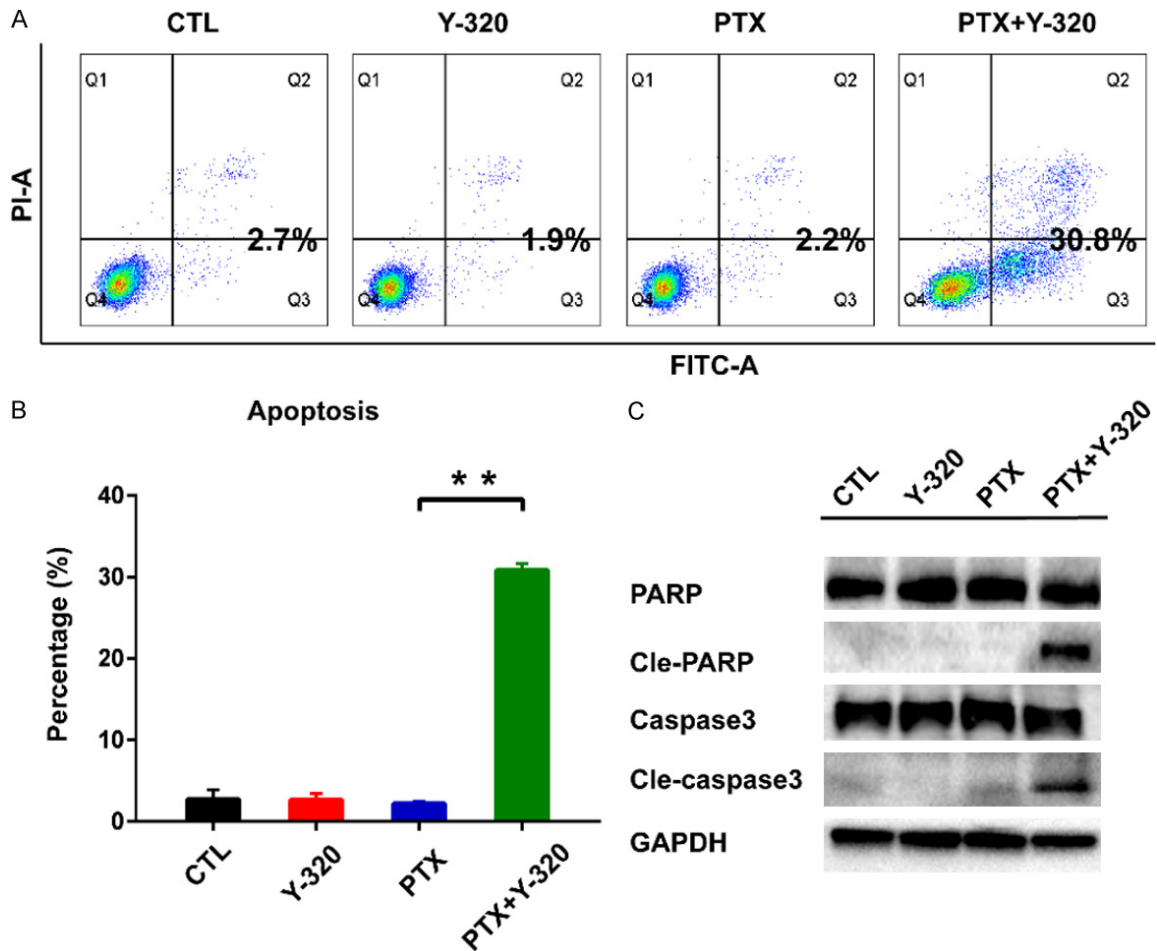 A
CTL Y-320 PTX PTX+Y-320
Q1 Q2 Q1 Q2 Q1 Q2 Q1 Q2
PI-A
2.7% 1.9% 2.2% 30.8%
Q4 Q3 Q4 Q3 Q4 Q3 Q4 Q3
FITC-A
B
Apoptosis
* *
Percentage (%)
40
30
20
10
0
CTL Y-320 PTX PTX+Y-320
C
CTL Y-320 PTX PTX+Y-320
PARP
Cle-PARP
Caspase3
Cle-caspase3
GAPDH